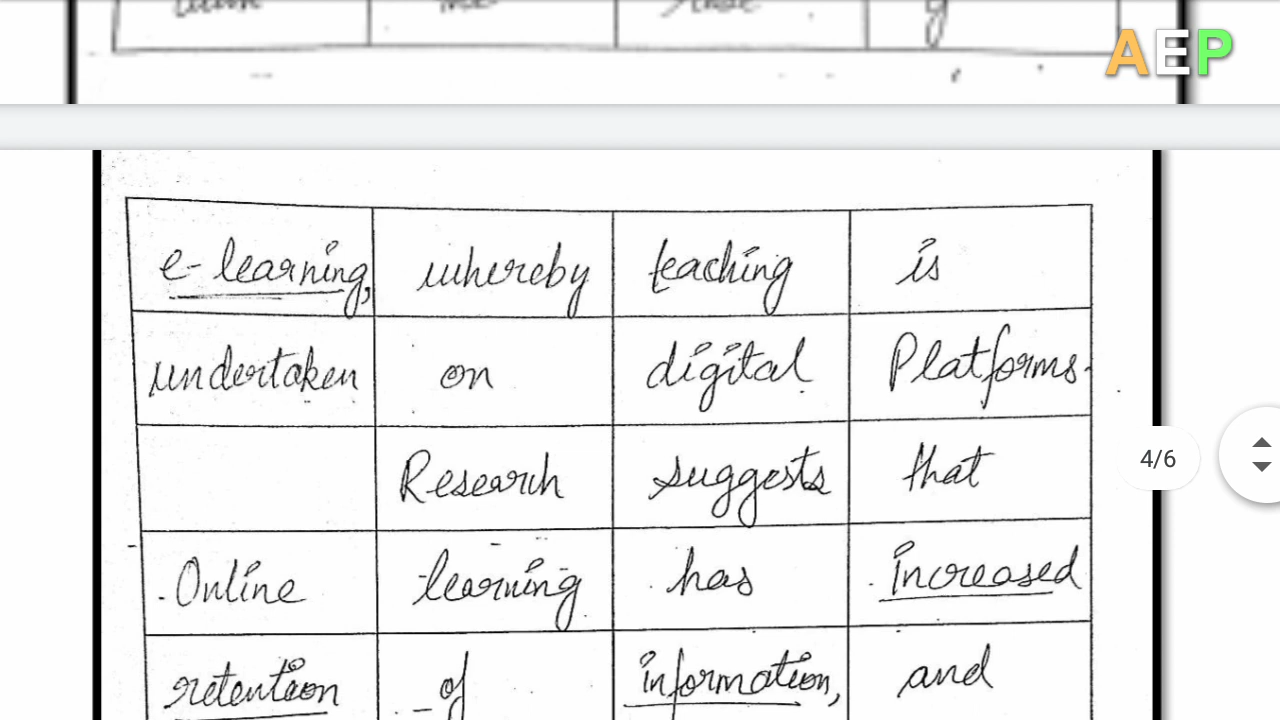 AEP
e-learning, whereby teaching is
undertaken on digital Platforms.
Research suggests that
Online learning has increased
retention of information, and
4/6